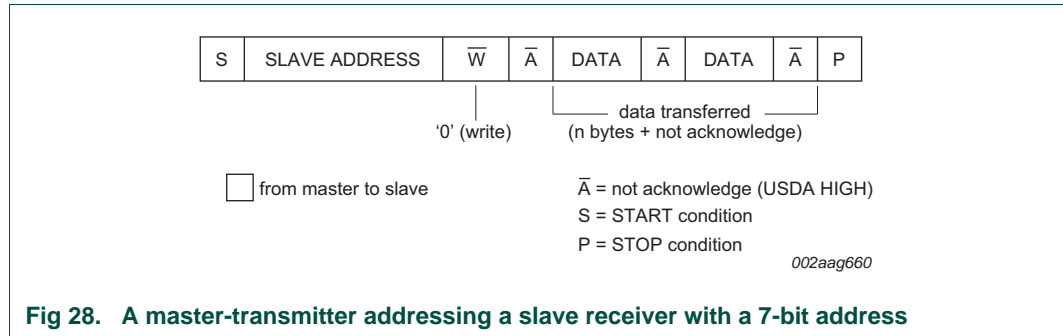 S SLAVE ADDRESS W̅ A̅ DATA A̅ DATA A̅ P
data transferred
'0' (write) (n bytes + not acknowledge)
from master to slave
A̅ = not acknowledge (USDA HIGH)
S = START condition
P = STOP condition
002aag660
Fig 28. A master-transmitter addressing a slave receiver with a 7-bit address